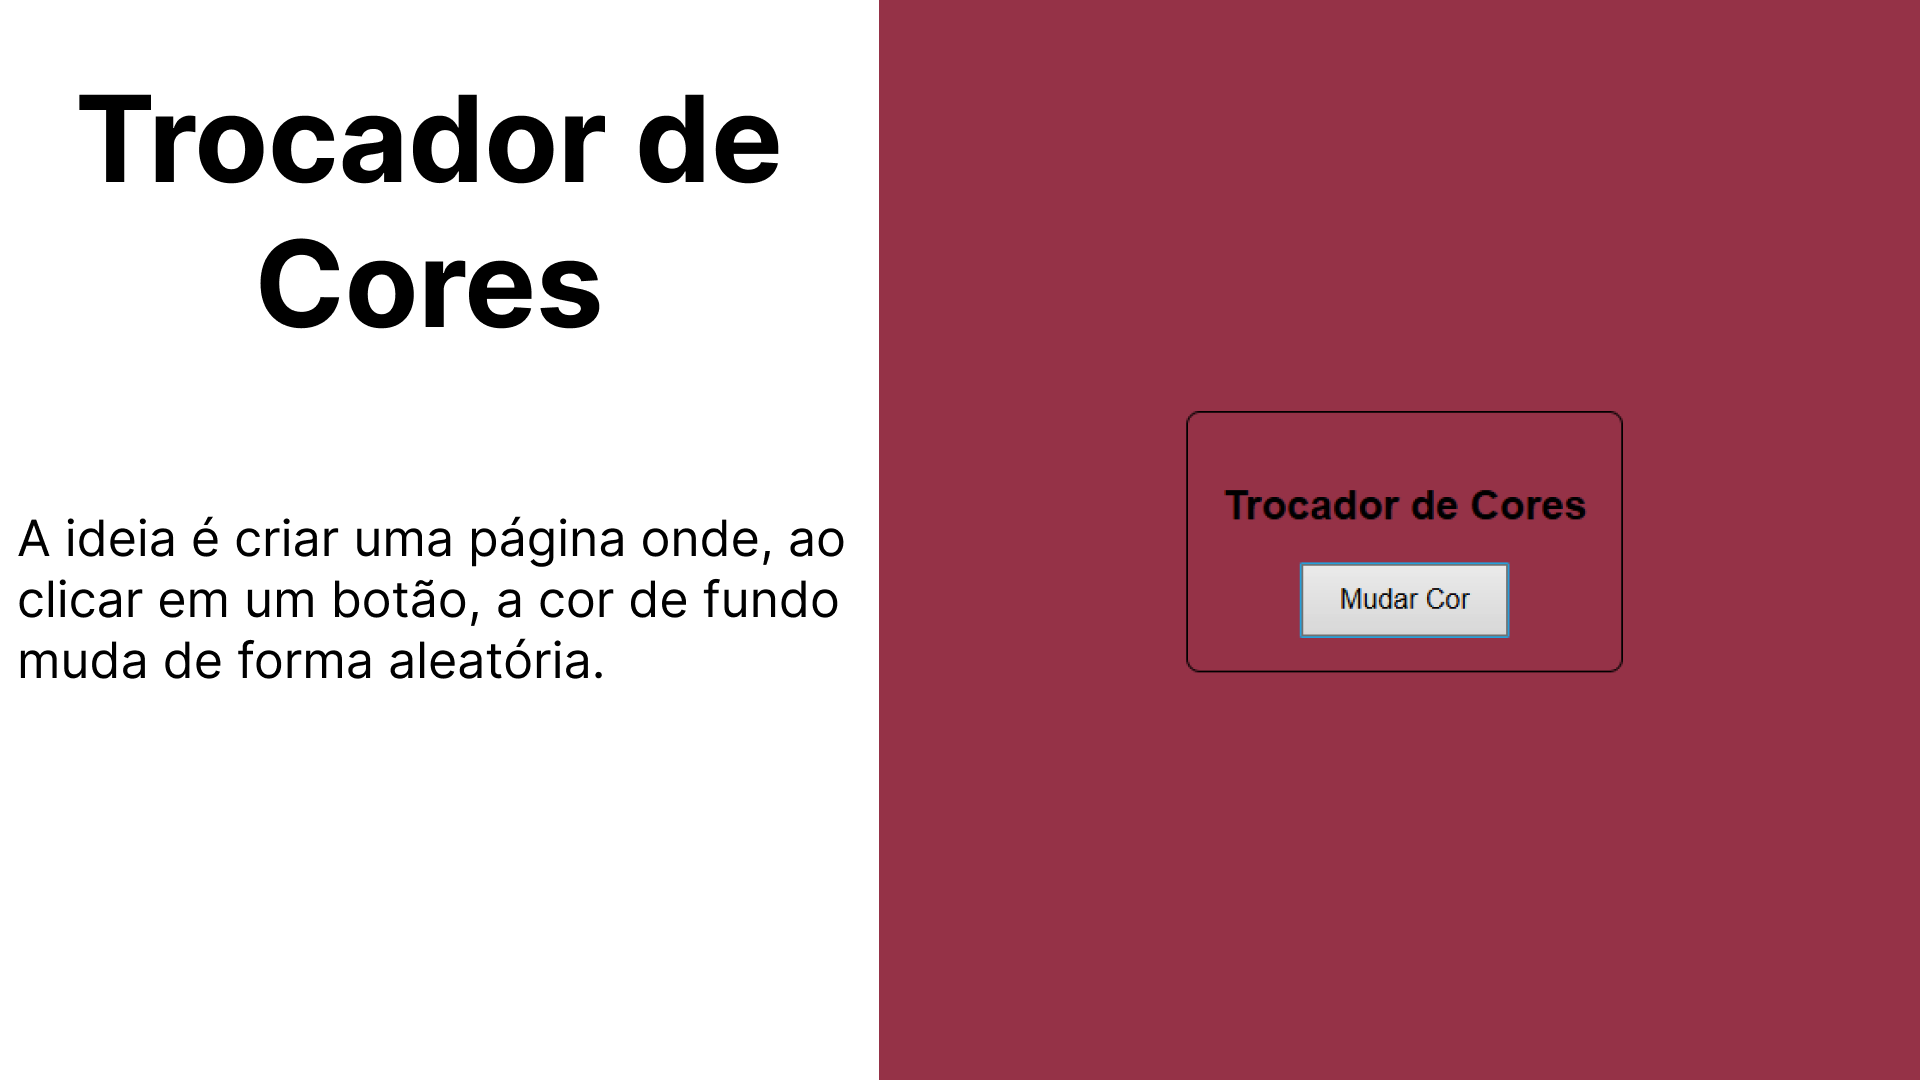 Trocador de
Cores
A ideia é criar uma página onde, ao
clicar em um botão, a cor de fundo
muda de forma aleatória.
Trocador de Cores
Mudar Cor